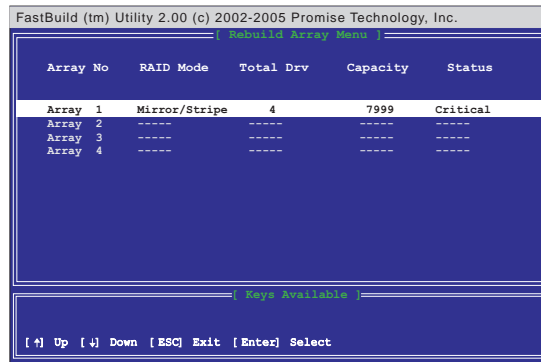 FastBuild (tm) Utility 2.00 (c) 2002-2005 Promise Technology, Inc.
[ Rebuild Array Menu ]
Array No RAID Mode Total Drv Capacity Status
Array 1 Mirror/Stripe 4 7999 Critical
Array 2 ----- ----- ----- -----
Array 3 ----- ----- ----- -----
Array 4 ----- ----- ----- -----
[ Keys Available ]
[↑] Up [↓] Down [ESC] Exit [Enter] Select